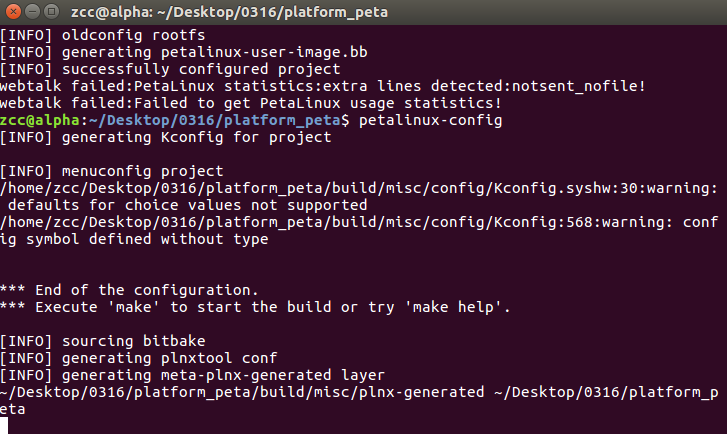 zcc@alpha: ~/Desktop/0316/platform_peta
[INFO] oldconfig rootfs
[INFO] generating petalinux-user-image.bb
[INFO] successfully configured project
webtalk failed:PetaLinux statistics:extra lines detected:notsent_nofile!
webtalk failed:Failed to get PetaLinux usage statistics!
zcc@alpha:~/Desktop/0316/platform_peta$ petalinux-config
[INFO] generating Kconfig for project
[INFO] menuconfig project
/home/zcc/Desktop/0316/platform_peta/build/misc/config/Kconfig.syshw:30:warning:
 defaults for choice values not supported
/home/zcc/Desktop/0316/platform_peta/build/misc/config/Kconfig:568:warning: conf
ig symbol defined without type
*** End of the configuration.
*** Execute 'make' to start the build or try 'make help'.
[INFO] sourcing bitbake
[INFO] generating plnxtool conf
[INFO] generating meta-plnx-generated layer
~/Desktop/0316/platform_peta/build/misc/plnx-generated ~/Desktop/0316/platform_p
eta